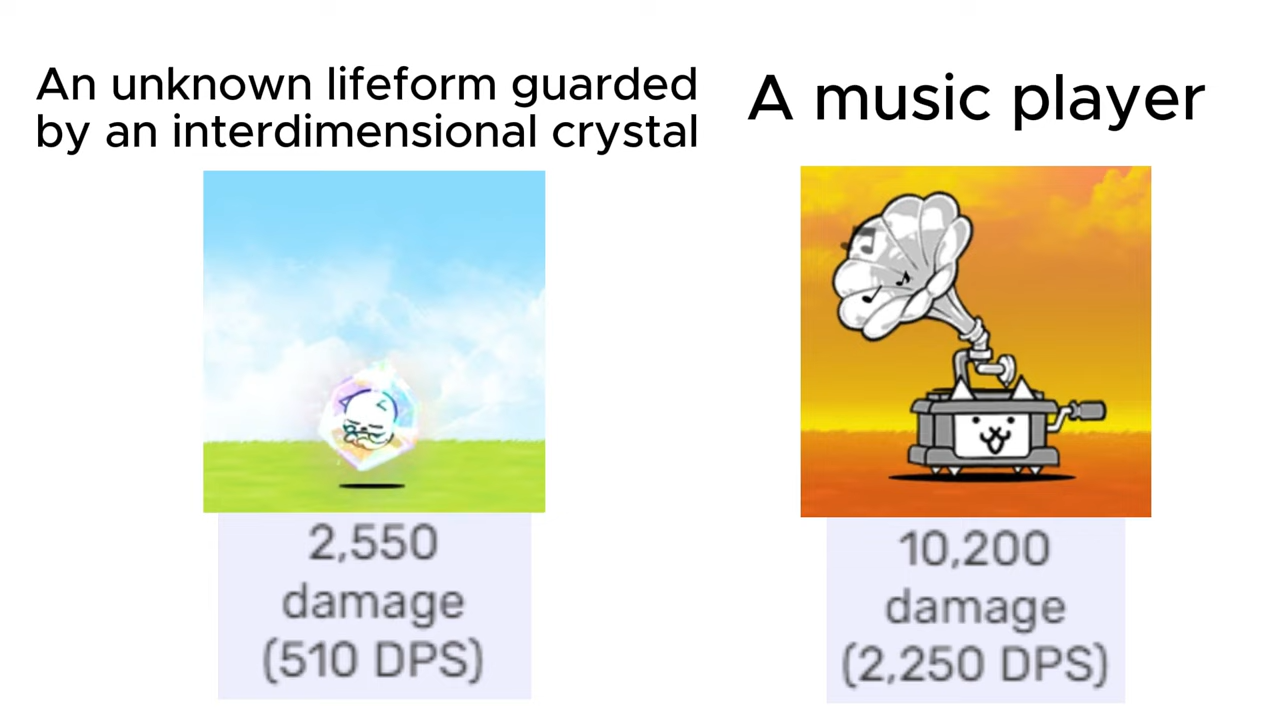 An unknown lifeform guarded
by an interdimensional crystal
A music player
2,550
damage
(510 DPS)
10,200
damage
(2,250 DPS)